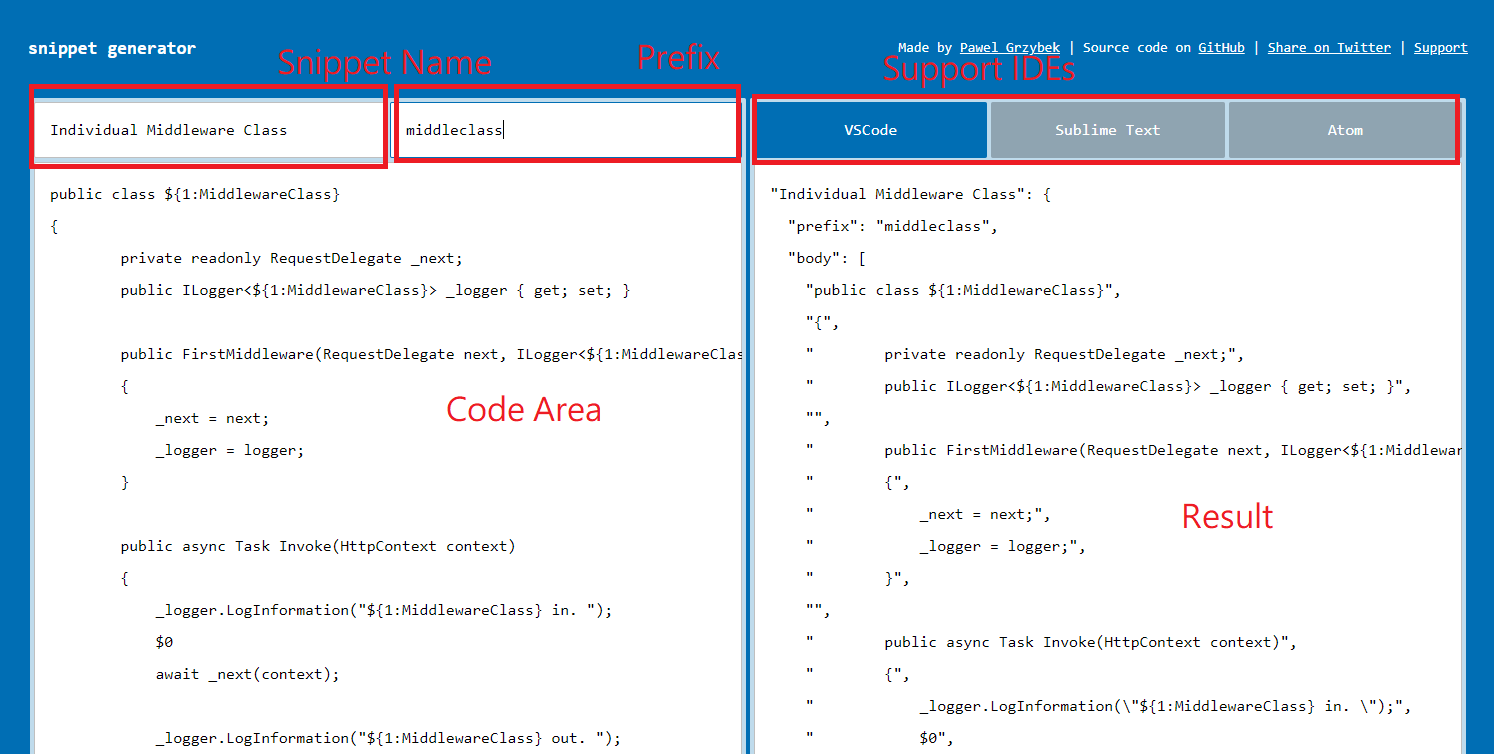 snippet generator
Made by Pawel Grzybek | Source code on GitHub | Share on Twitter | Support
Snippet Name
Prefix
Support IDEs
Individual Middleware Class
middleclass
VSCode
Sublime Text
Atom
public class ${1:MiddlewareClass}
{
private readonly RequestDelegate _next;
public ILogger<${1:MiddlewareClass}> _logger { get; set; }
public FirstMiddleware(RequestDelegate next, ILogger<${1:MiddlewareClas
{
_next = next;
_logger = logger;
}
public async Task Invoke(HttpContext context)
{
_logger.LogInformation("${1:MiddlewareClass} in. ");
$0
await _next(context);
_logger.LogInformation("${1:MiddlewareClass} out. ");
Code Area
"Individual Middleware Class": {
"prefix": "middleclass",
"body": [
"public class ${1:MiddlewareClass}",
"{",
"        private readonly RequestDelegate _next;",
"        public ILogger<${1:MiddlewareClass}> _logger { get; set; }",
"",
"        public FirstMiddleware(RequestDelegate next, ILogger<${1:Middlewar
"        {",
"            _next = next;",
"            _logger = logger;",
"        }",
"",
"        public async Task Invoke(HttpContext context)",
"        {",
"            _logger.LogInformation(\"${1:MiddlewareClass} in. \");",
"            $0",
Result